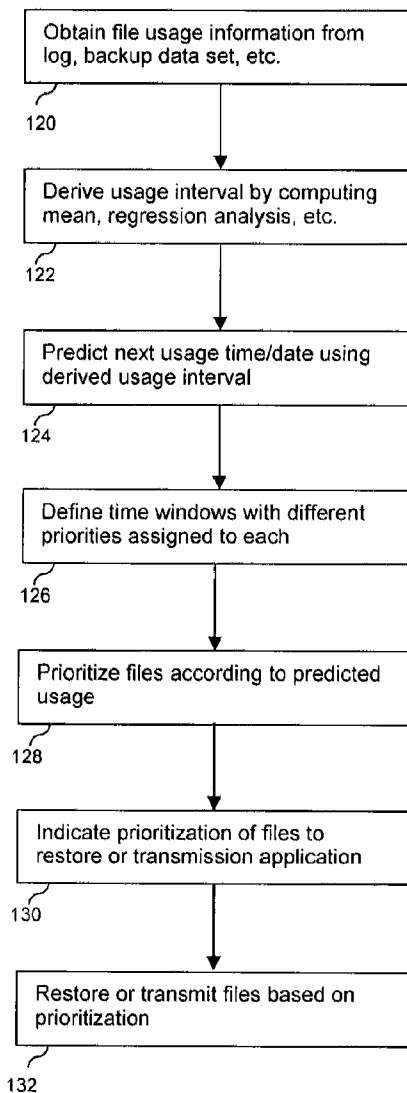 Obtain file usage information from
log, backup data set, etc.
120
Derive usage interval by computing
mean, regression analysis, etc.
122
Predict next usage time/date using
derived usage interval
124
Define time windows with different
priorities assigned to each
126
Prioritize files according to predicted
usage
128
Indicate prioritization of files to
restore or transmission application
130
Restore or transmit files based on
prioritization
132